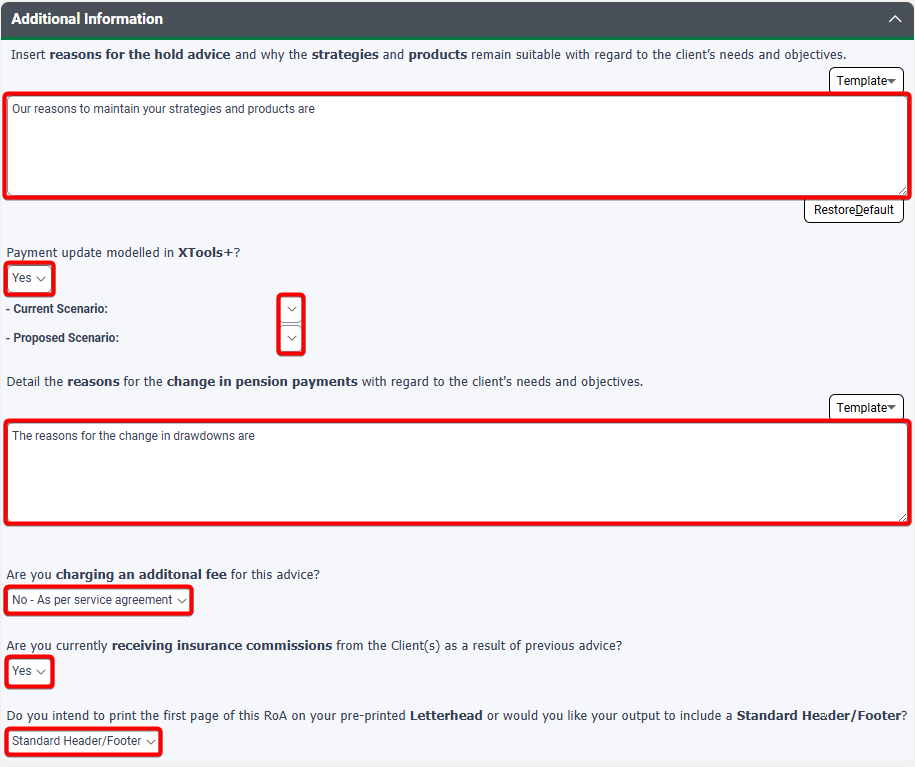 Additional Information
Insert reasons for the hold advice and why the strategies and products remain suitable with regard to the client’s needs and objectives.
Template
Our reasons to maintain your strategies and products are
RestoreDefault
Payment update modelled in XTools+?
Yes
- Current Scenario:
- Proposed Scenario:
Detail the reasons for the change in pension payments with regard to the client's needs and objectives.
Template
The reasons for the change in drawdowns are
Are you charging an additonal fee for this advice?
No - As per service agreement
Are you currently receiving insurance commissions from the Client(s) as a result of previous advice?
Yes
Do you intend to print the first page of this RoA on your pre-printed Letterhead or would you like your output to include a Standard Header/Footer?
Standard Header/Footer